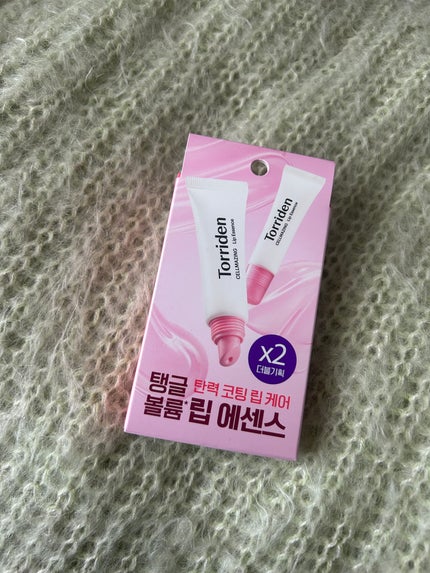 Torriden
CELLMAZING Lip Essence
Torriden
CELLMAZING Lip Essence
x2
더블기획
탱글 탄력 코팅 립 케어
볼륨* 립 에센스